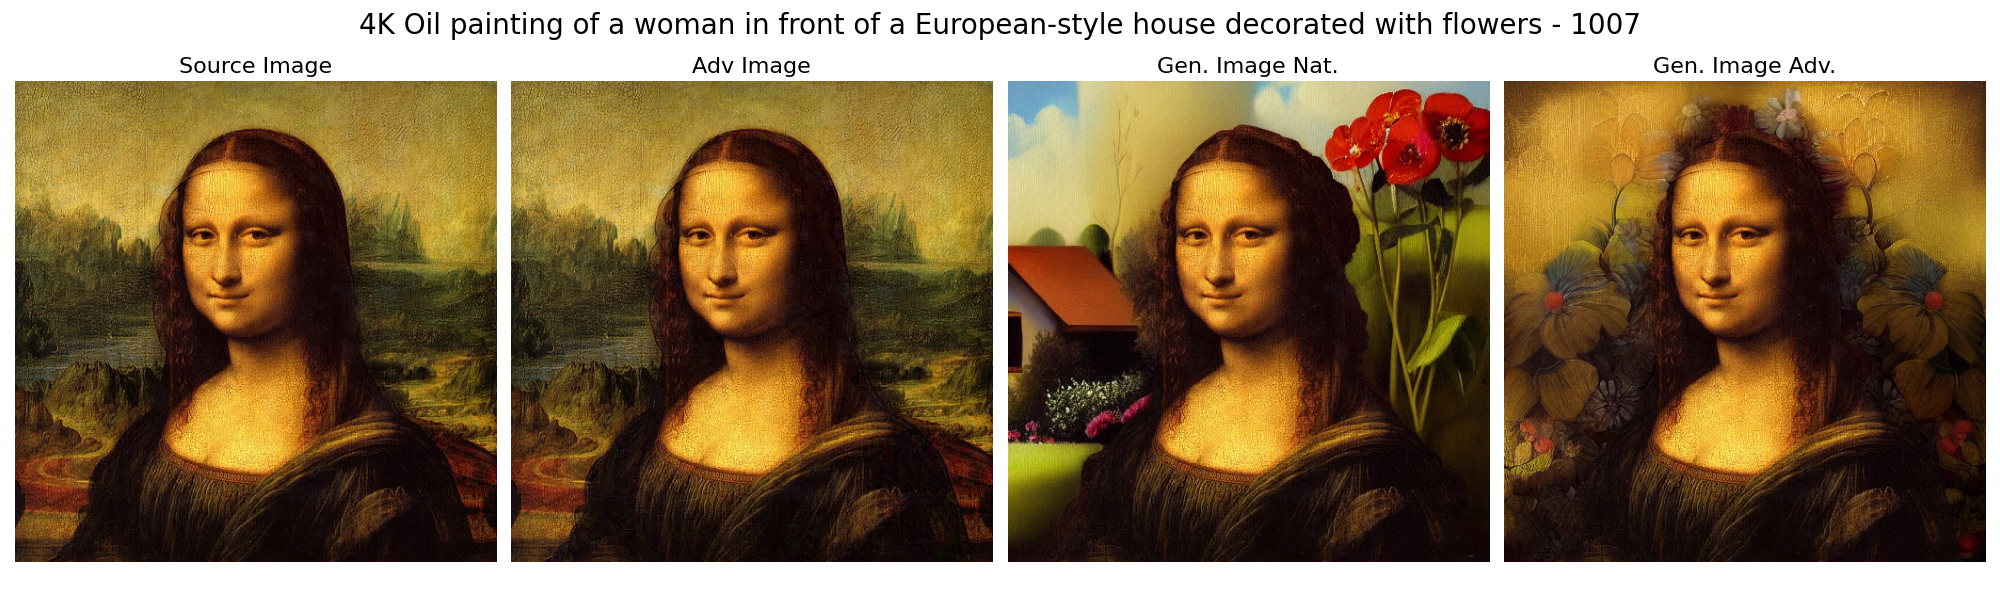 4K Oil painting of a woman in front of a European-style house decorated with flowers - 1007
Source Image
Adv Image
Gen. Image Nat.
Gen. Image Adv.